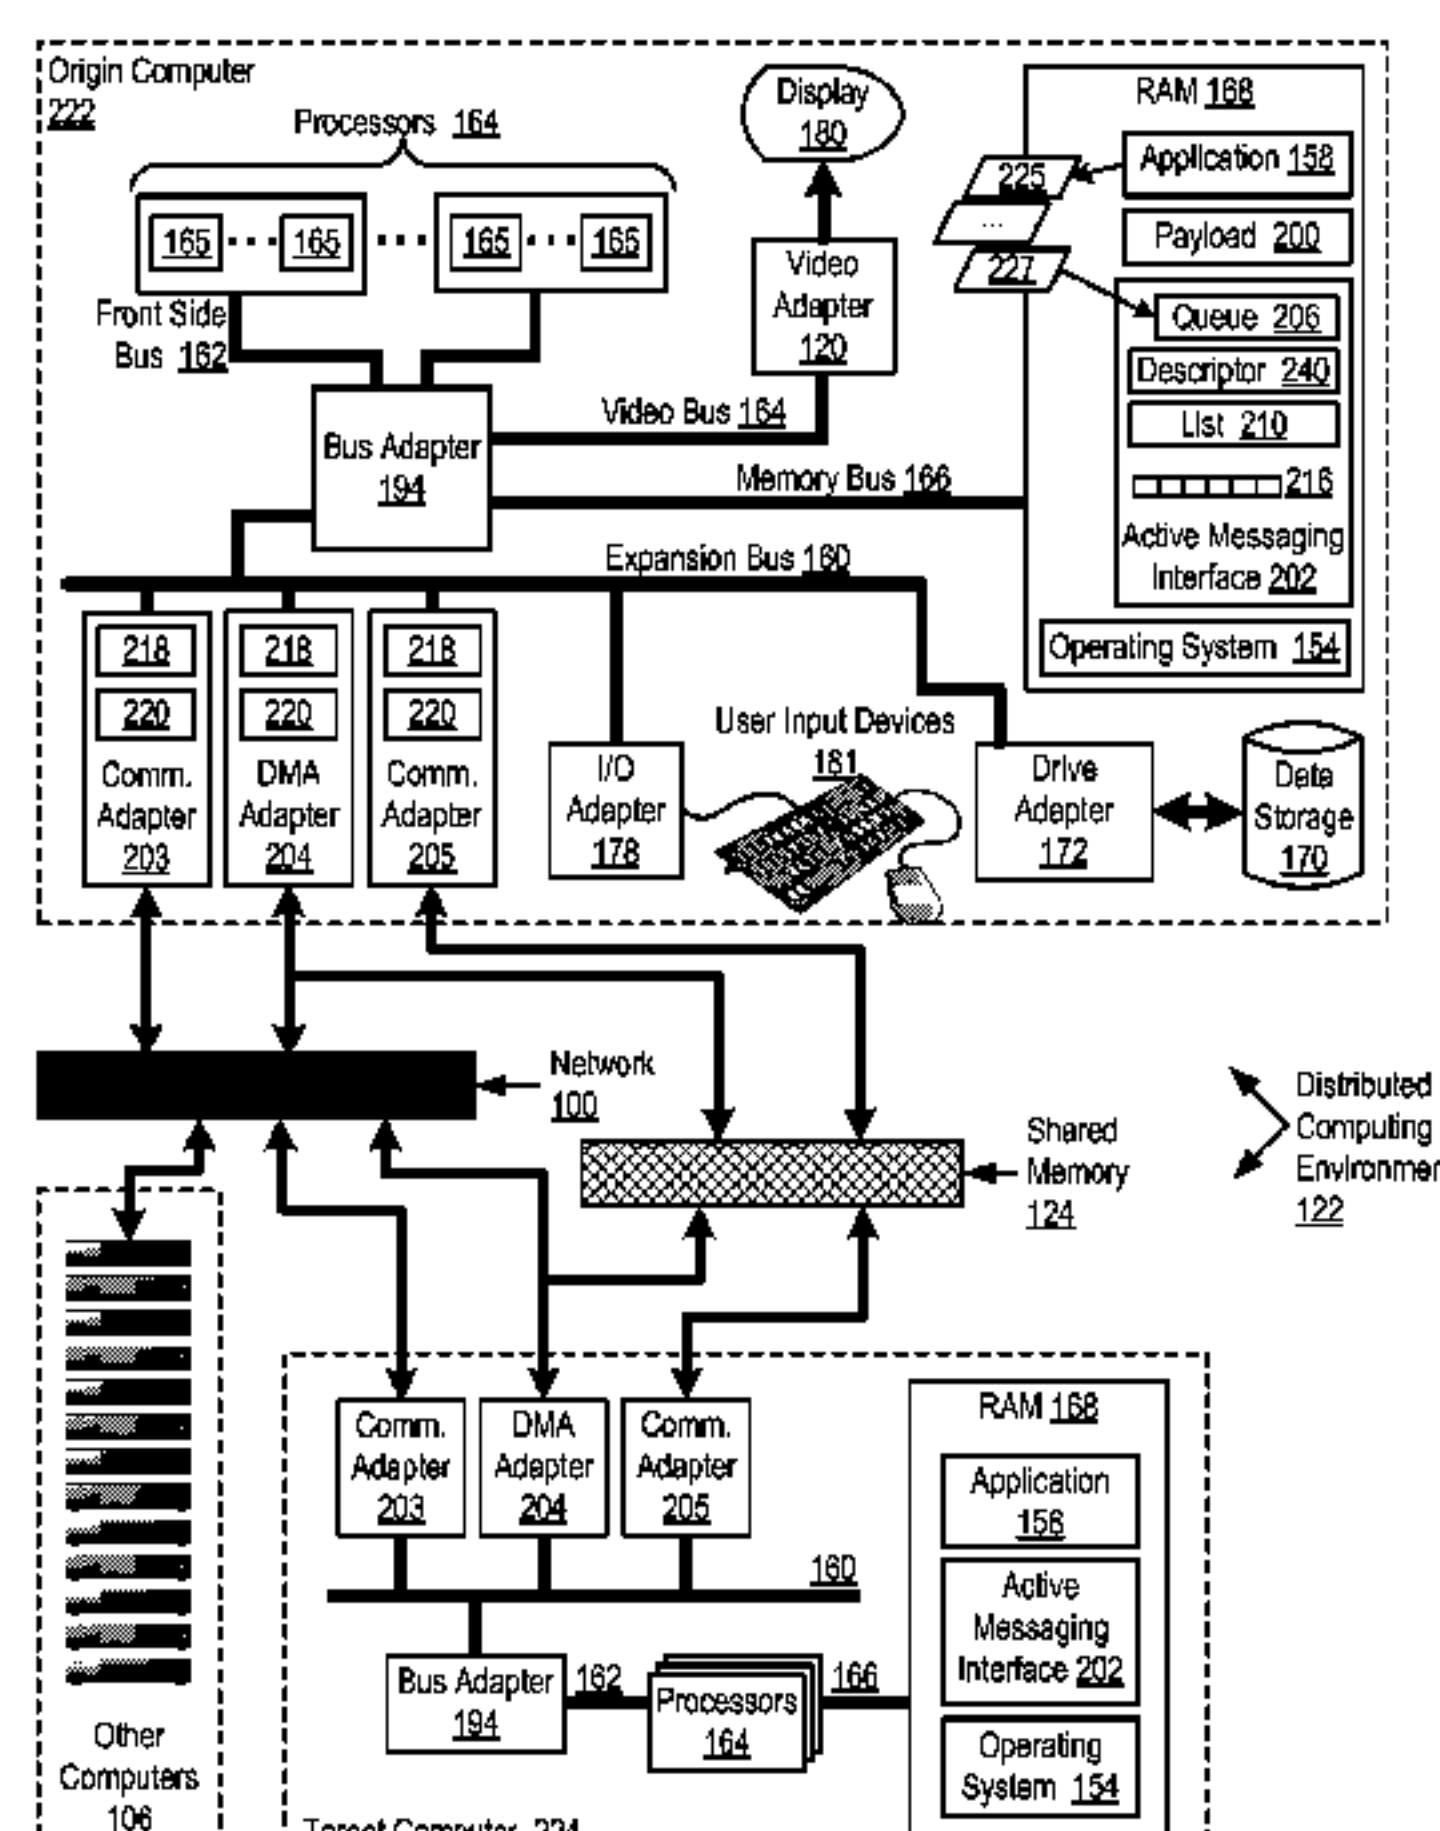 Origin Computer
222
Processors 164
165 ... 165 ... 165 ... 165
Front Side
Bus 162
Display
180
Video
Adapter
120
RAM 168
Application 158
225
...
227
Payload 200
Queue 206
Descriptor 240
List 210
216
Active Messaging
Interface 202
Operating System 154
Bus Adapter
194
Video Bus 164
Memory Bus 166
Expansion Bus 160
218
220
Comm.
Adapter
203
218
220
DMA
Adapter
204
218
220
Comm.
Adapter
205
I/O
Adapter
178
User Input Devices
181
Drive
Adapter
172
Data
Storage
170
Network
100
Shared
Memory
124
Distributed
Computing
Environmen
122
Comm.
Adapter
203
DMA
Adapter
204
Comm.
Adapter
205
160
Bus Adapter
194
162
Processors
164
166
RAM 168
Application
158
Active
Messaging
Interface 202
Operating
System 154
Other
Computers
106
Target Computer